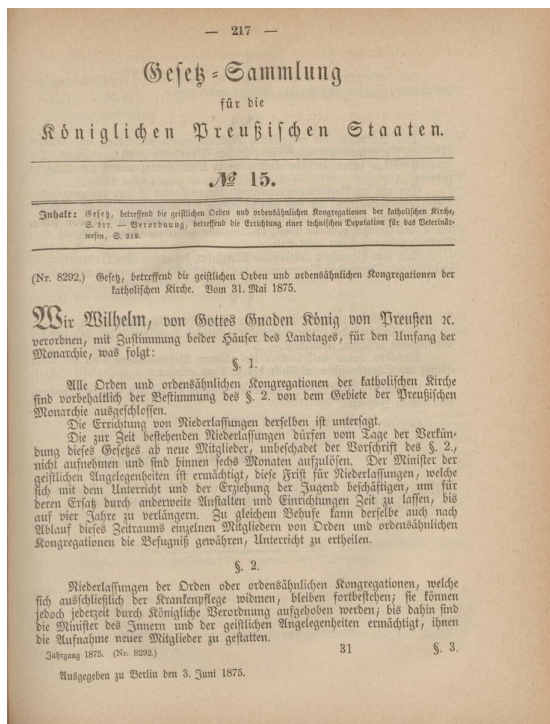 — 217 —
Gesetz-Sammlung
für die
Königlichen Preußischen Staaten.
№ 15.
Inhalt: Gesetz, betreffend die geistlichen Orden und ordensähnlichen Kongregationen der katholischen Kirche,
S. 217. — Verordnung, betreffend die Errichtung einer technischen Deputation für das Veterinär-
wesen, S. 219.
(Nr. 8292.) Gesetz, betreffend die geistlichen Orden und ordensähnlichen Kongregationen der
katholischen Kirche. Vom 31. Mai 1875.
Wir Wilhelm, von Gottes Gnaden König von Preußen ꝛc.
verordnen, mit Zustimmung beider Häuser des Landtages, für den Umfang der
Monarchie, was folgt:
§. 1.
Alle Orden und ordensähnlichen Kongregationen der katholischen Kirche
sind vorbehaltlich der Bestimmung des §. 2. von dem Gebiete der Preußischen
Monarchie ausgeschlossen.
Die Errichtung von Niederlassungen derselben ist untersagt.
Die zur Zeit bestehenden Niederlassungen dürfen vom Tage der Verkün-
dung dieses Gesetzes ab neue Mitglieder, unbeschadet der Vorschrift des §. 2.,
nicht aufnehmen und sind binnen sechs Monaten aufzulösen. Der Minister der
geistlichen Angelegenheiten ist ermächtigt, diese Frist für Niederlassungen, welche
sich mit dem Unterricht und der Erziehung der Jugend beschäftigen, um für
deren Ersatz durch anderweite Anstalten und Einrichtungen Zeit zu lassen, bis
auf vier Jahre zu verlängern. Zu gleichem Behufe kann derselbe auch nach
Ablauf dieses Zeitraums einzelnen Mitgliedern von Orden und ordensähnlichen
Kongregationen die Befugniß gewähren, Unterricht zu ertheilen.
§. 2.
Niederlassungen der Orden oder ordensähnlichen Kongregationen, welche
sich ausschließlich der Krankenpflege widmen, bleiben fortbestehen; sie können
jedoch jederzeit durch Königliche Verordnung aufgehoben werden; bis dahin sind
die Minister des Innern und der geistlichen Angelegenheiten ermächtigt, ihnen
die Aufnahme neuer Mitglieder zu gestatten.
Jahrgang 1875. (Nr. 8292.) 31 §. 3.
Ausgegeben zu Berlin den 3. Juni 1875.